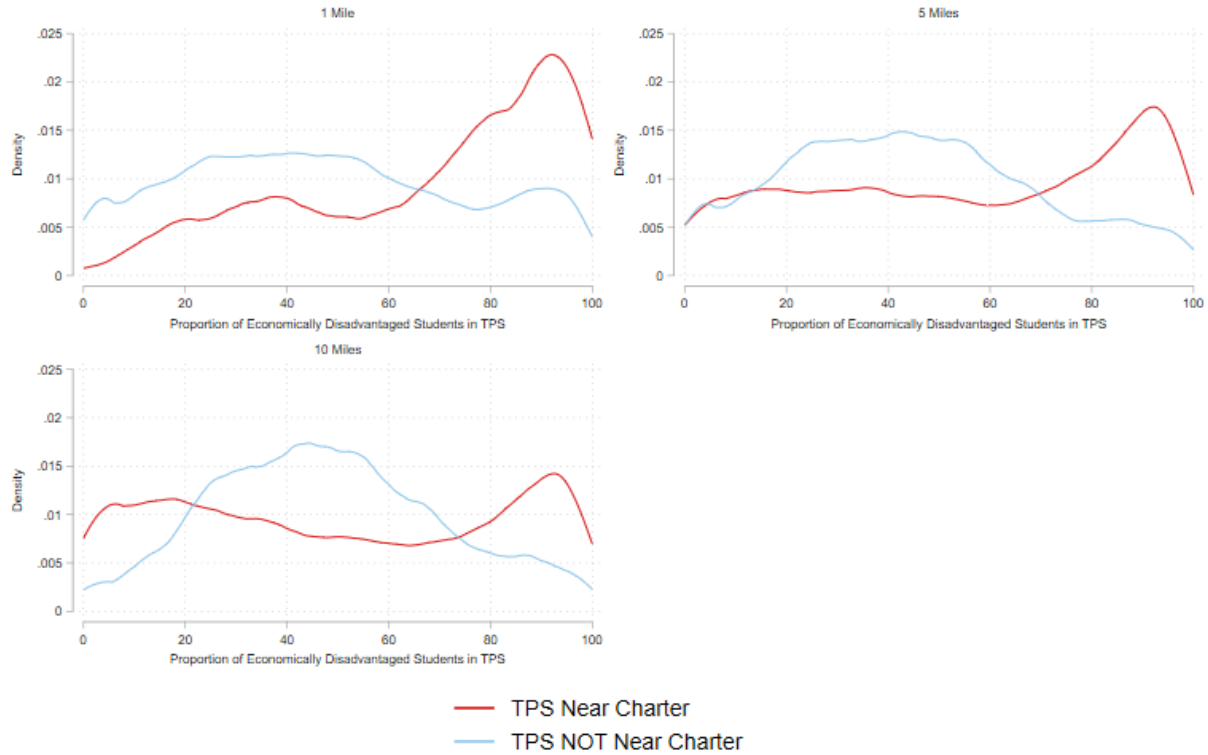 1 Mile
.025
.02
.015
.01
.005
0
Density
0 20 40 60 80 100
Proportion of Economically Disadvantaged Students in TPS
5 Miles
.025
.02
.015
.01
.005
0
Density
0 20 40 60 80 100
Proportion of Economically Disadvantaged Students in TPS
10 Miles
.025
.02
.015
.01
.005
0
Density
0 20 40 60 80 100
Proportion of Economically Disadvantaged Students in TPS
TPS Near Charter
TPS NOT Near Charter